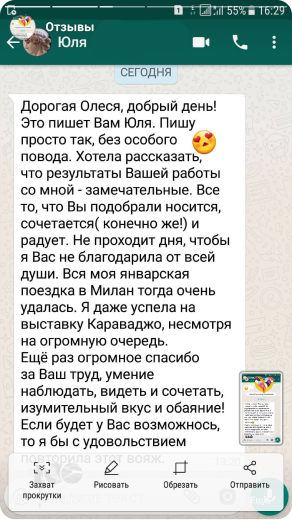 Отзывы
1 55% 16:29
Юля
СЕГОДНЯ
Дорогая Олеся, добрый день!
Это пишет Вам Юля. Пишу
просто так, без особого
повода. Хотела рассказать,
что результаты Вашей работы
со мной - замечательные. Все
то, что Вы подобрали носится,
сочетается( конечно же!) и
радует. Не проходит дня, чтобы
я Вас не благодарила от всей
души. Вся моя январская
поездка в Милан тогда очень
удалась. Я даже успела на
выставку Караваджо, несмотря
на огромную очередь.
Ещё раз огромное спасибо
за Ваш труд, умение
наблюдать, видеть и сочетать,
изумительный вкус и обаяние!
Если будет у Вас возможнось,
то я бы с удовольствием
повторила этот вояж.
Захват
прокрутки
Рисовать
Обрезать
Отправить